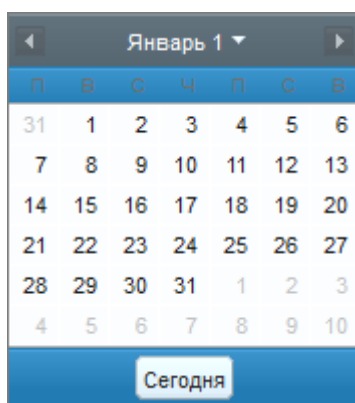 Январь 1
П В С Ч П С В
31 1 2 3 4 5 6
7 8 9 10 11 12 13
14 15 16 17 18 19 20
21 22 23 24 25 26 27
28 29 30 31 1 2 3
4 5 6 7 8 9 10
Сегодня